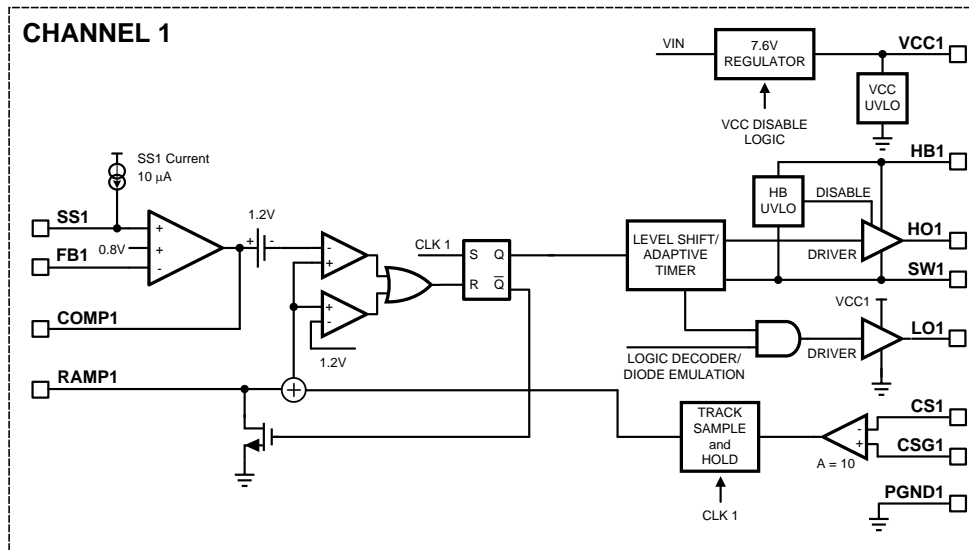 CHANNEL 1
VIN
7.6V
REGULATOR
VCC1
VCC
UVLO
VCC DISABLE
LOGIC
SS1 Current
10 μA
HB1
HB
UVLO
DISABLE
SS1
+
0.8V
+
FB1
-
1.2V
+
-
-
+
CLK 1
S
Q
R
Q̅
LEVEL SHIFT/
ADAPTIVE
TIMER
DRIVER
HO1
SW1
COMP1
+
-
1.2V
VCC1
LO1
DRIVER
LOGIC DECODER/
DIODE EMULATION
RAMP1
+
TRACK
SAMPLE
and
HOLD
CLK 1
-
+
A = 10
CS1
CSG1
PGND1